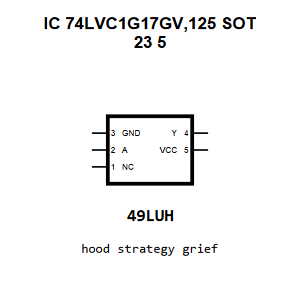 IC 74LVC1G17GV,125 SOT
23 5
3 GND Y 4
2 A VCC 5
1 NC
49LUH
hood strategy grief